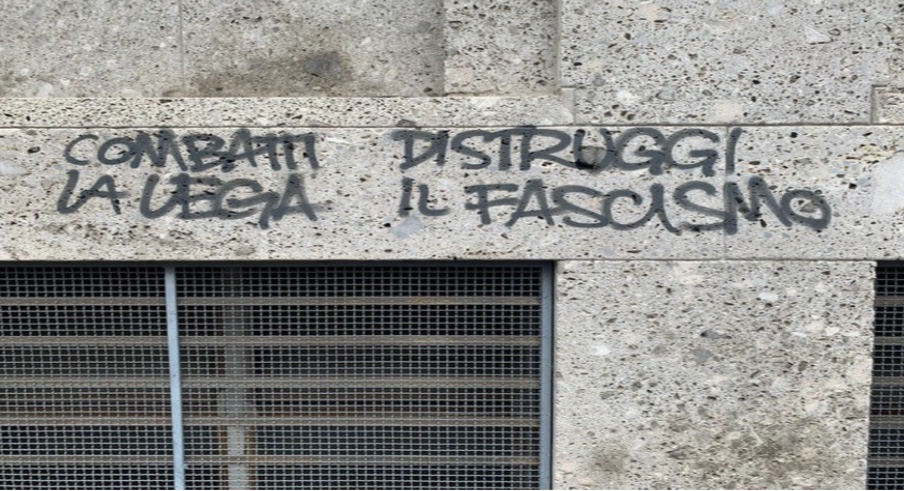 COMBATTI
LA LEGA
DISTRUGGI
IL FASCISMO